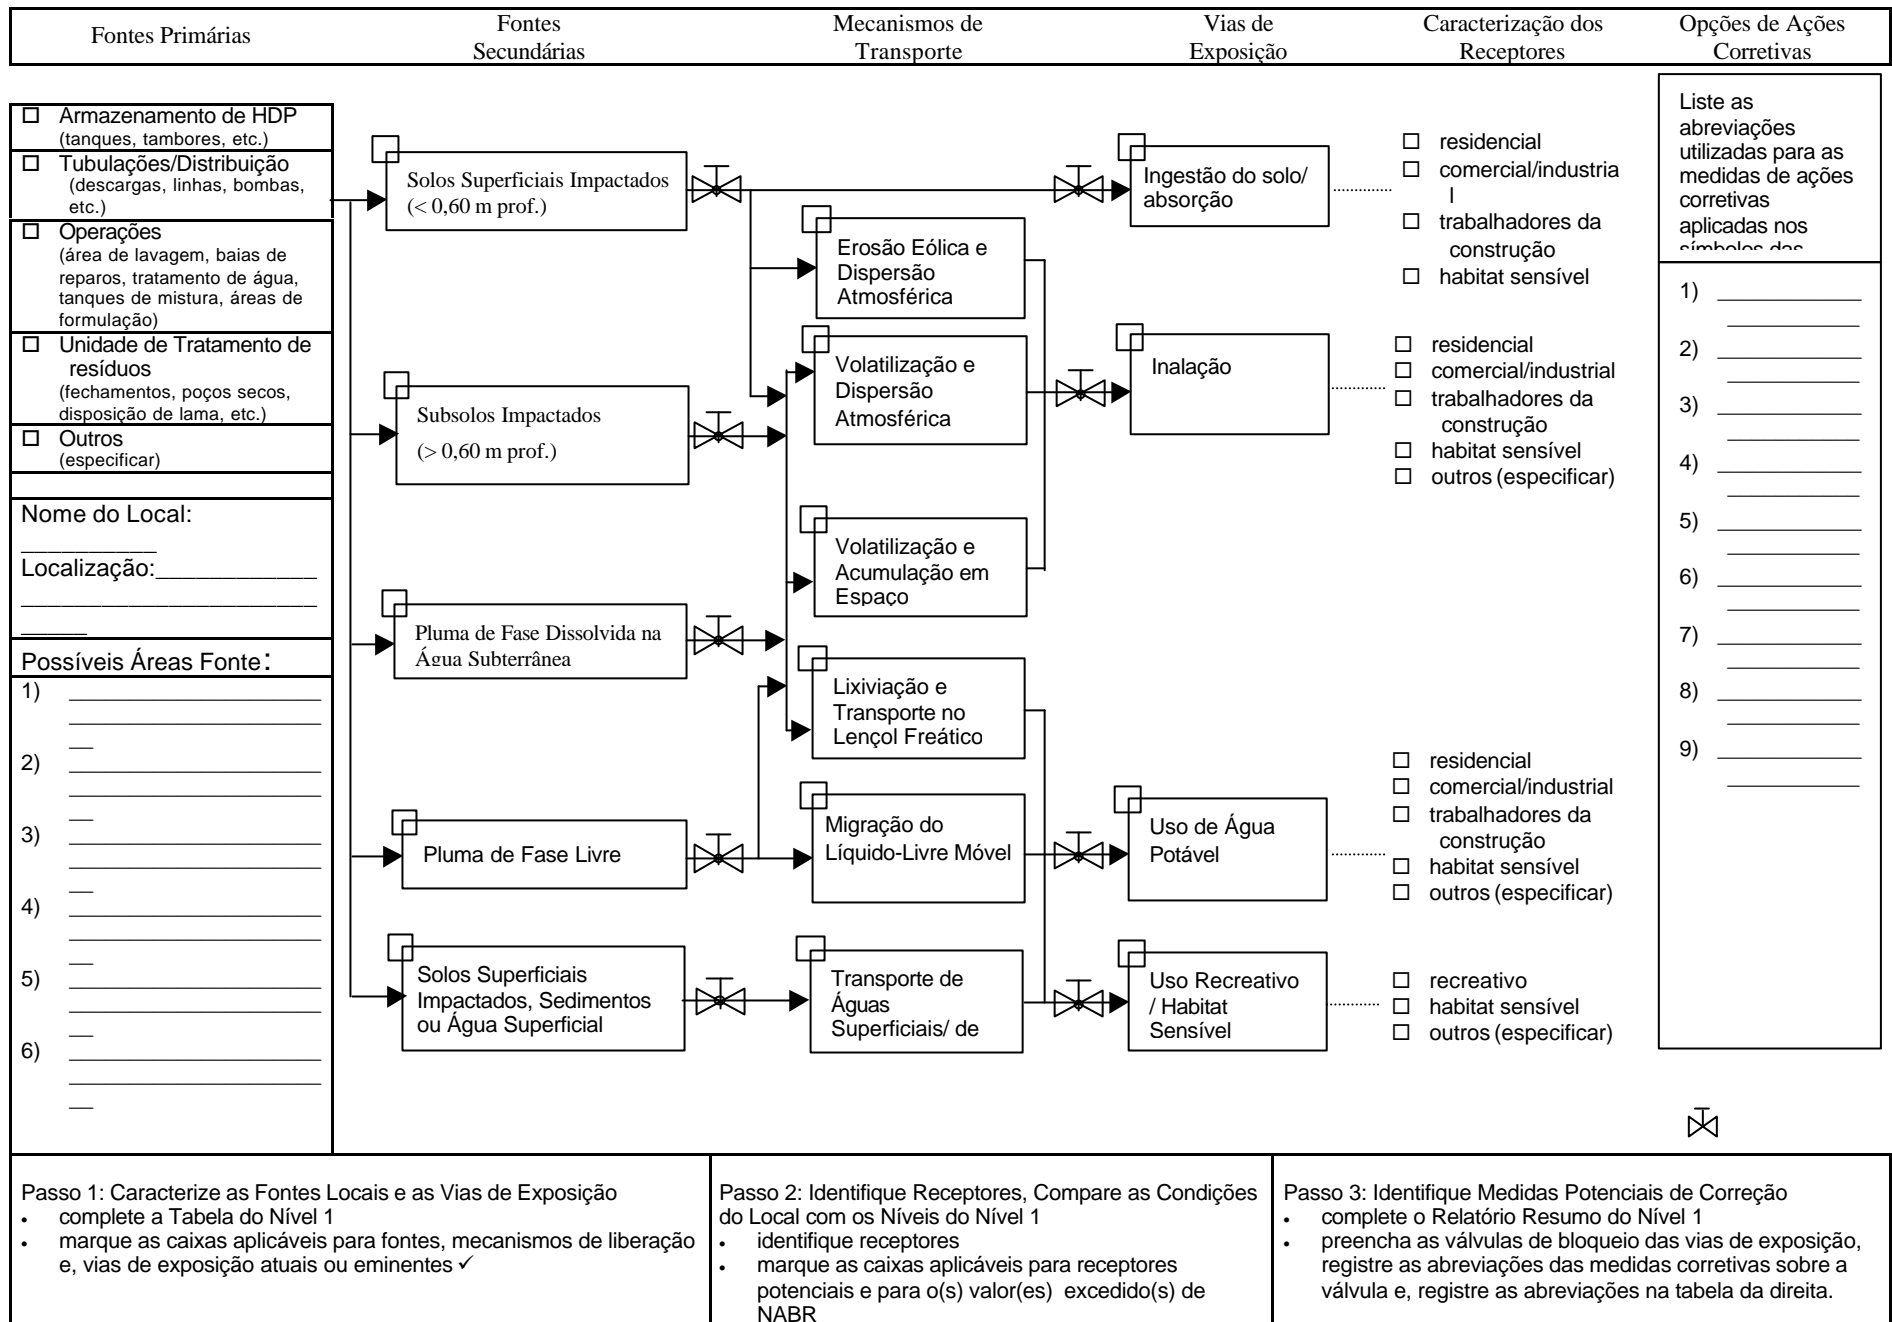 Fontes Primárias
Fontes
Secundárias
Mecanismos de
Transporte
Vias de
Exposição
Caracterização dos
Receptores
Opções de Ações
Corretivas
□ Armazenamento de HDP
(tanques, tambores, etc.)
□ Tubulações/Distribuição
(descargas, linhas, bombas,
etc.)
□ Operações
(área de lavagem, baias de
reparos, tratamento de água,
tanques de mistura, áreas de
formulação)
□ Unidade de Tratamento de
resíduos
(fechamentos, poços secos,
disposição de lama, etc.)
□ Outros
(especificar)
Nome do Local:
__________
Localização:____________
______________________
_____
Possíveis Áreas Fonte:
1)
2)
3)
4)
5)
6)
Solos Superficiais Impactados
(< 0,60 m prof.)
Subsolos Impactados
(> 0,60 m prof.)
Pluma de Fase Dissolvida na
Água Subterrânea
Pluma de Fase Livre
Solos Superficiais
Impactados, Sedimentos
ou Água Superficial
Erosão Eólica e
Dispersão
Atmosférica
Volatilização e
Dispersão
Atmosférica
Volatilização e
Acumulação em
Espaço
Lixiviação e
Transporte no
Lençol Freático
Migração do
Líquido-Livre Móvel
Transporte de
Águas
Superficiais/ de
Ingestão do solo/
absorção
Inalação
Uso de Água
Potável
Uso Recreativo
/ Habitat
Sensível
□ residencial
□ comercial/industria
l
□ trabalhadores da
construção
□ habitat sensível
□ residencial
□ comercial/industrial
□ trabalhadores da
construção
□ habitat sensível
□ outros (especificar)
□ residencial
□ comercial/industrial
□ trabalhadores da
construção
□ habitat sensível
□ outros (especificar)
□ recreativo
□ habitat sensível
□ outros (especificar)
Liste as
abreviações
utilizadas para as
medidas de ações
corretivas
aplicadas nos
símbolos das
1)
2)
3)
4)
5)
6)
7)
8)
9)
Passo 1: Caracterize as Fontes Locais e as Vias de Exposição
• complete a Tabela do Nível 1
• marque as caixas aplicáveis para fontes, mecanismos de liberação
e, vias de exposição atuais ou eminentes ✓
Passo 2: Identifique Receptores, Compare as Condições
do Local com os Níveis do Nível 1
• identifique receptores
• marque as caixas aplicáveis para receptores
potenciais e para o(s) valor(es) excedido(s) de
NABR
Passo 3: Identifique Medidas Potenciais de Correção
• complete o Relatório Resumo do Nível 1
• preencha as válvulas de bloqueio das vias de exposição,
registre as abreviações das medidas corretivas sobre a
válvula e, registre as abreviações na tabela da direita.